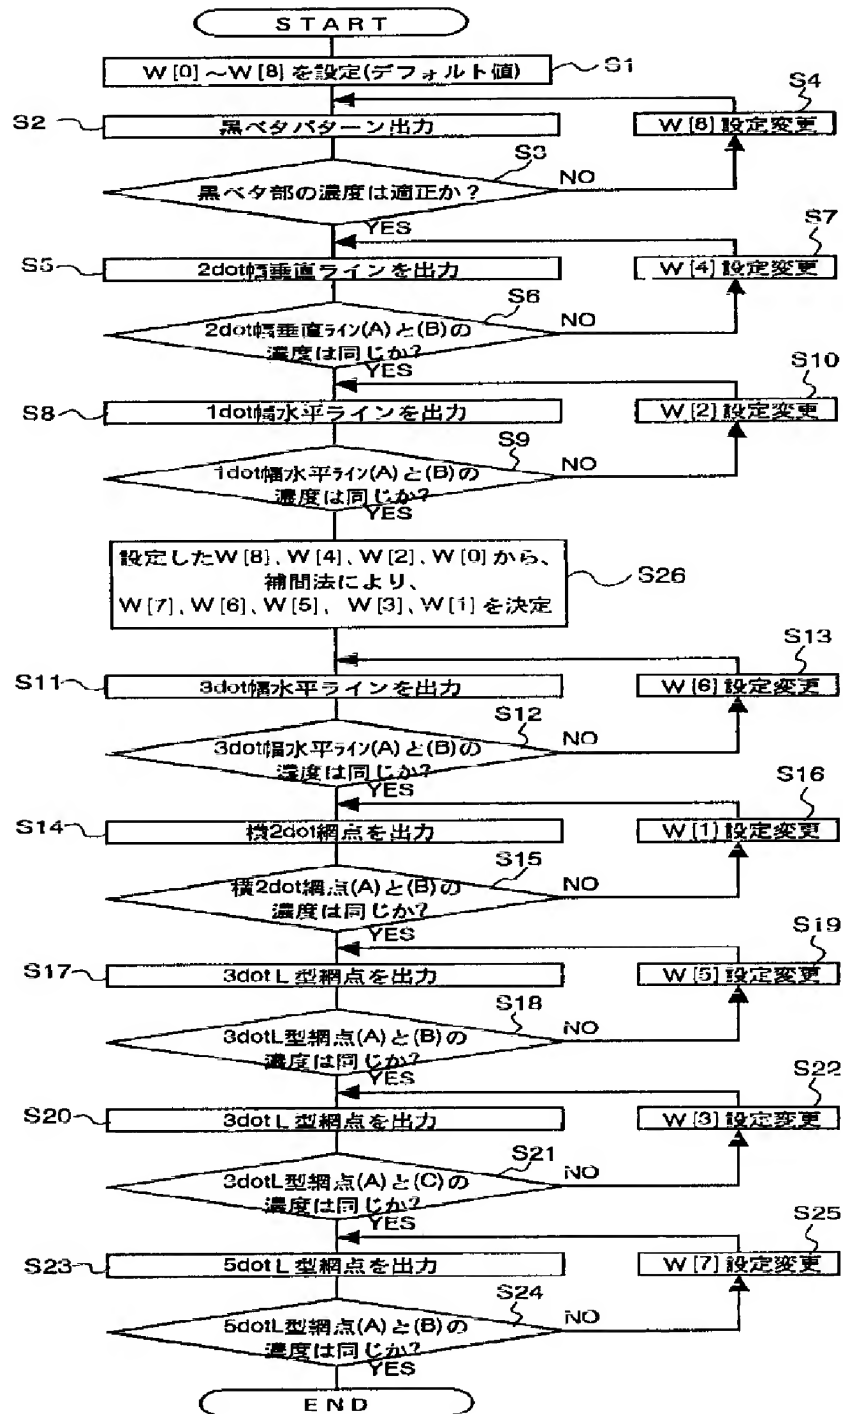 START
W[0]～W[8]を設定(デフォルト値)
S1
S4
S2
黒ベタパターン出力
W[8]設定変更
S3
黒ベタ部の濃度は適正か？
NO
YES
S7
S5
2dot幅垂直ラインを出力
W[4]設定変更
S6
2dot幅垂直ﾗｲﾝ(A)と(B)の
濃度は同じか?
NO
YES
S10
S8
1dot幅水平ラインを出力
W[2]設定変更
S9
1dot幅水平ﾗｲﾝ(A)と(B)の
濃度は同じか?
NO
YES
設定したW[8]、W[4]、W[2]、W[0]から、
補間法により、
W[7]、W[6]、W[5]、W[3]、W[1]を決定
S26
S13
S11
3dot幅水平ラインを出力
W[6]設定変更
S12
3dot幅水平ﾗｲﾝ(A)と(B)の
濃度は同じか?
NO
YES
S16
S14
横2dot網点を出力
W[1]設定変更
S15
横2dot網点(A)と(B)の
濃度は同じか?
NO
YES
S19
S17
3dotL型網点を出力
W[5]設定変更
S18
3dotL型網点(A)と(B)の
濃度は同じか?
NO
YES
S22
S20
3dotL型網点を出力
W[3]設定変更
S21
3dotL型網点(A)と(C)の
濃度は同じか?
NO
YES
S25
S23
5dotL型網点を出力
W[7]設定変更
S24
5dotL型網点(A)と(B)の
濃度は同じか?
NO
YES
END